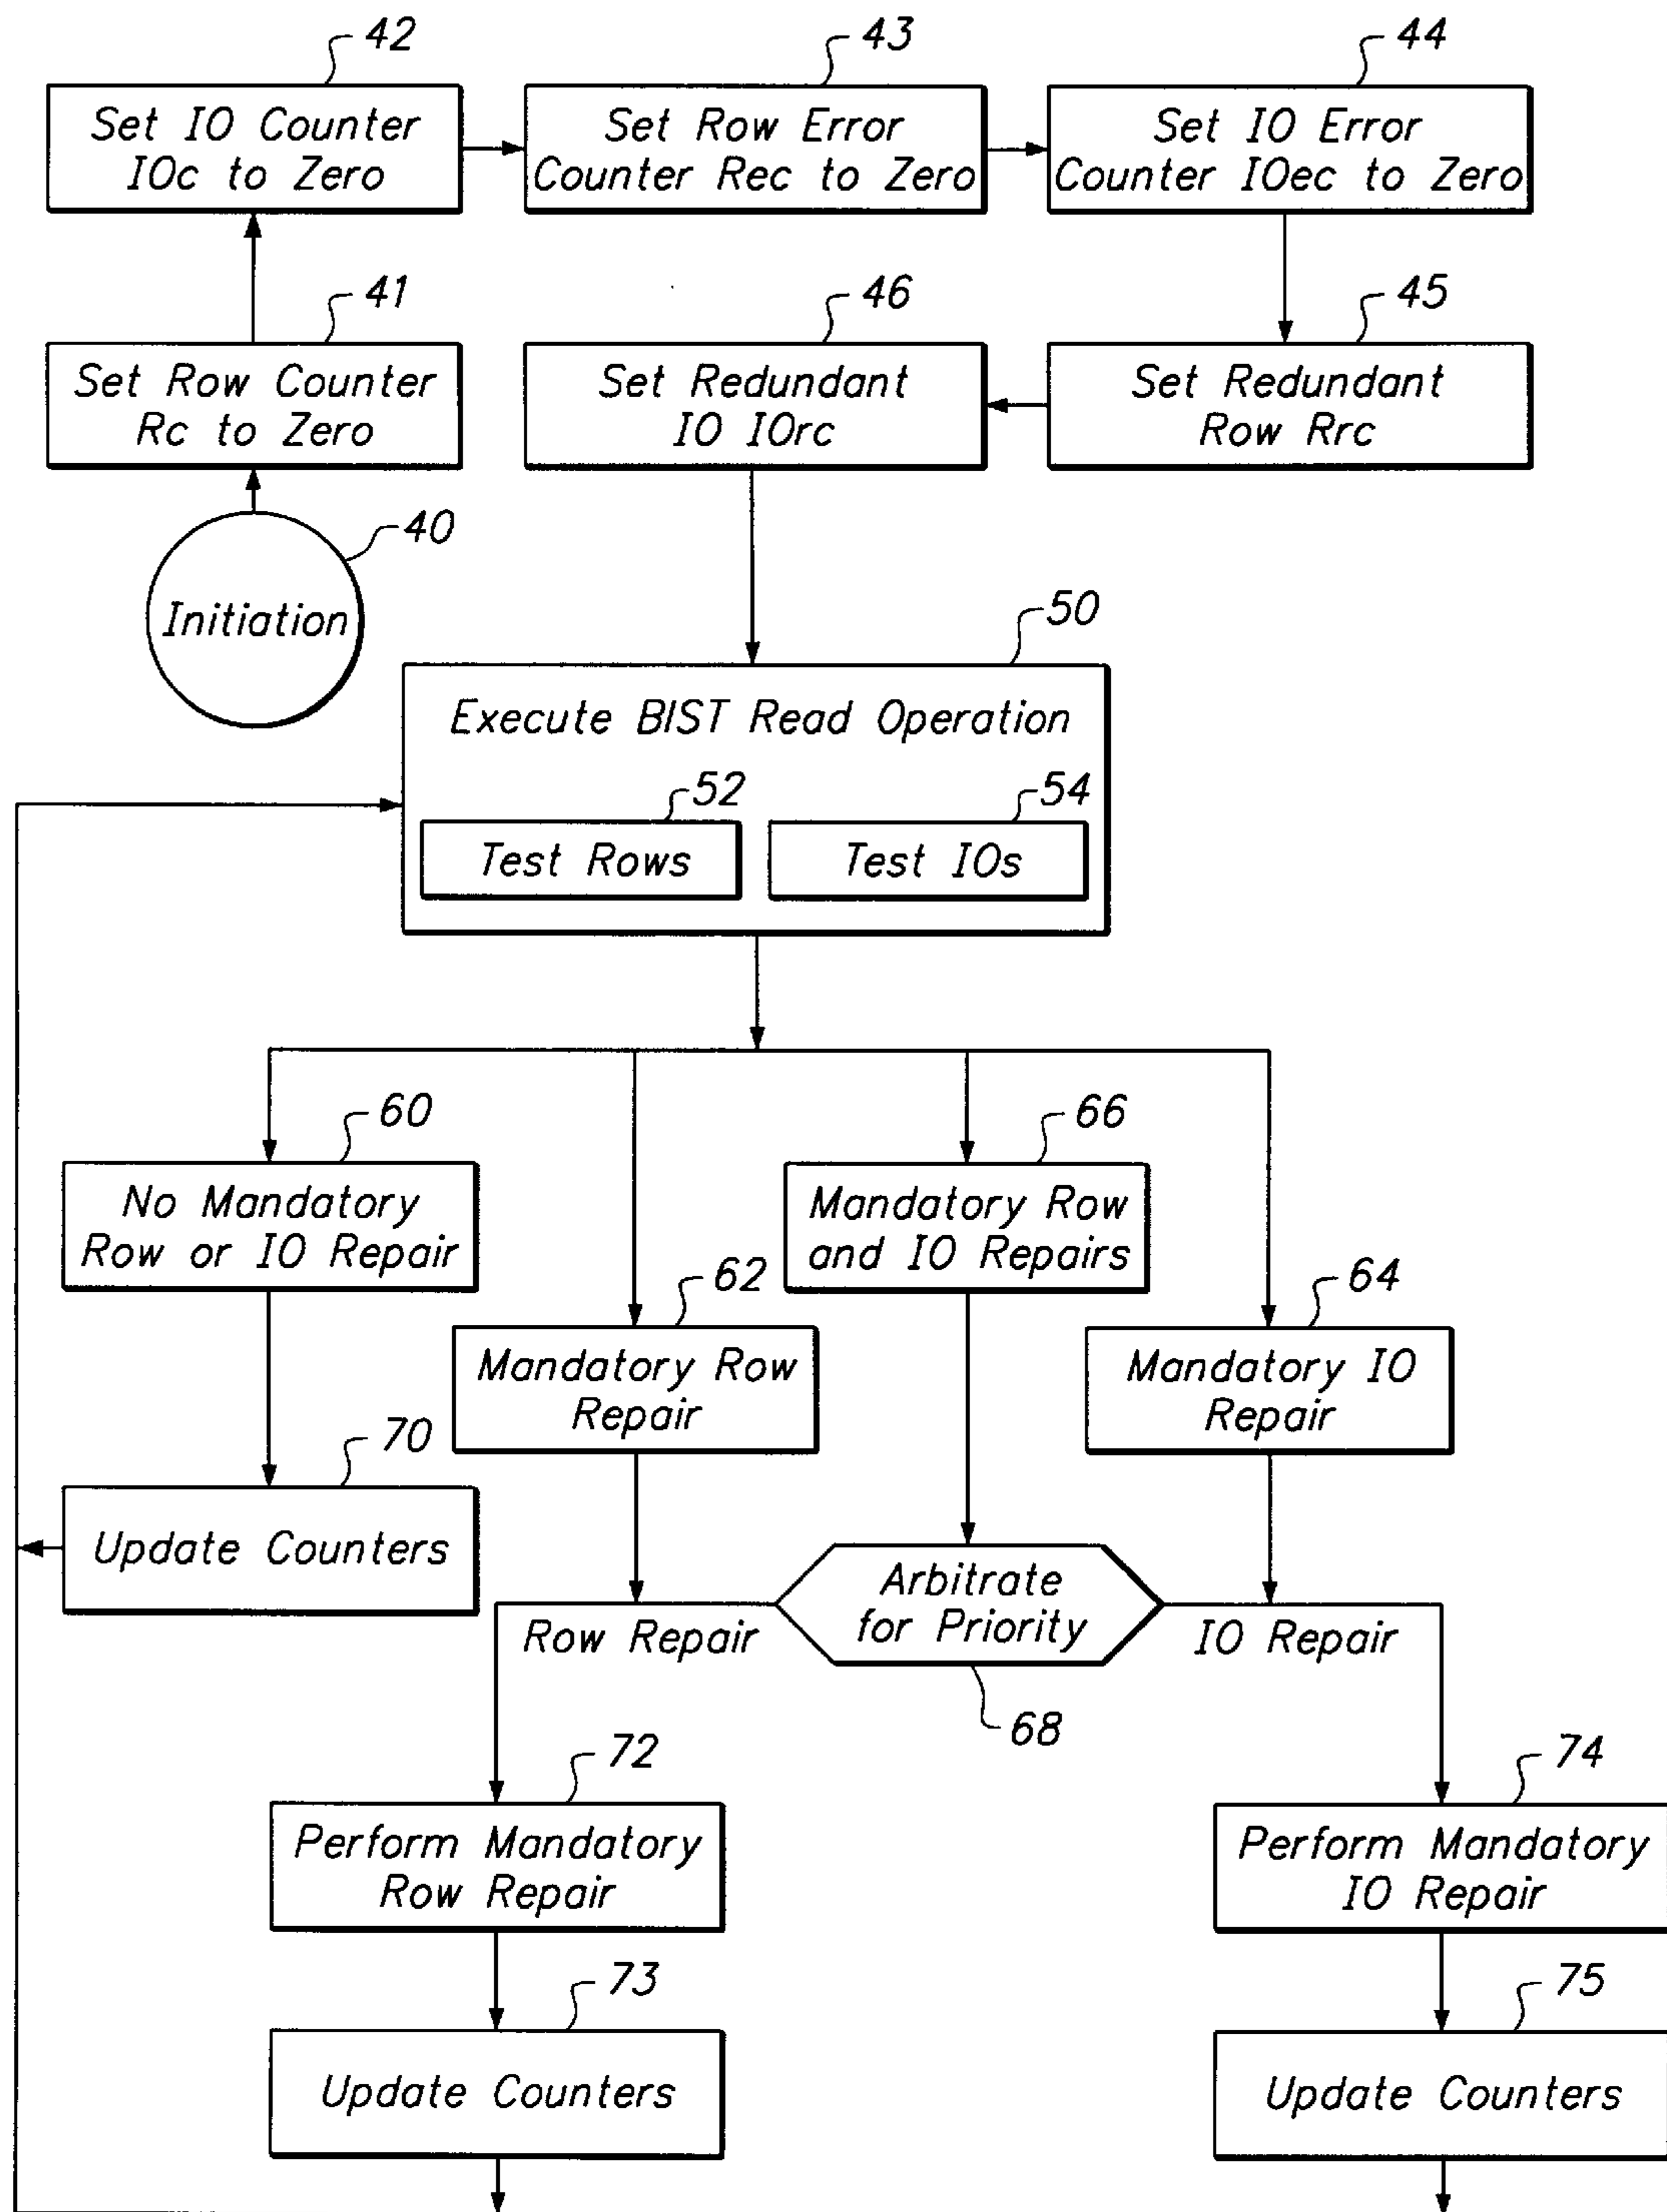 42
Set IO Counter
IOc to Zero
43
Set Row Error
Counter Rec to Zero
44
Set IO Error
Counter IOec to Zero
41
Set Row Counter
Rc to Zero
46
Set Redundant
IO IOrc
45
Set Redundant
Row Rrc
40
Initiation
50
Execute BIST Read Operation
52
Test Rows
54
Test IOs
60
No Mandatory
Row or IO Repair
66
Mandatory Row
and IO Repairs
62
Mandatory Row
Repair
64
Mandatory IO
Repair
70
Update Counters
Arbitrate
for Priority
Row Repair
IO Repair
68
72
Perform Mandatory
Row Repair
74
Perform Mandatory
IO Repair
73
Update Counters
75
Update Counters